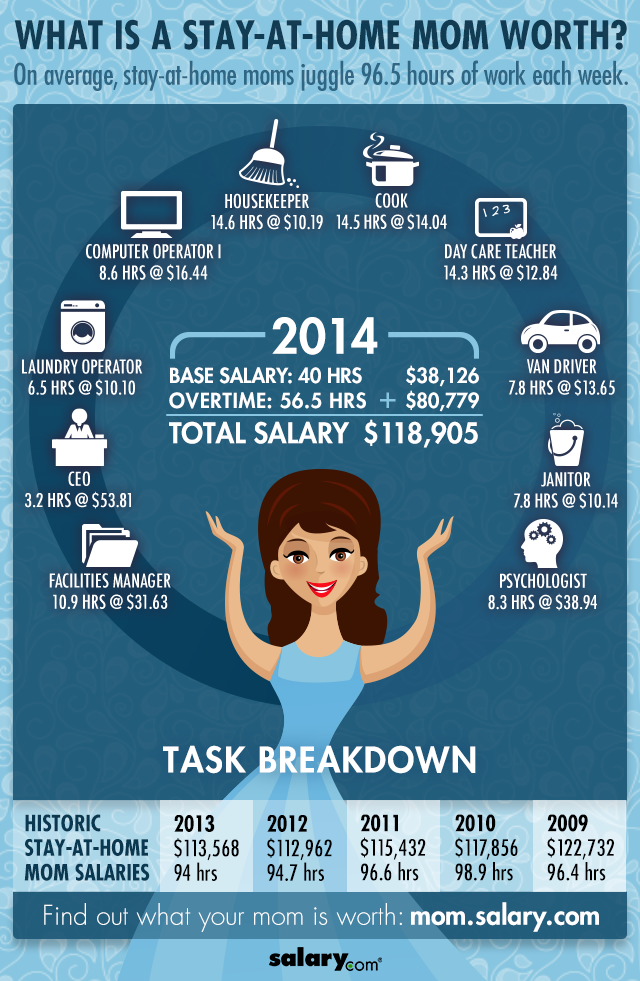 WHAT IS A STAY-AT-HOME MOM WORTH?
On average, stay-at-home moms juggle 96.5 hours of work each week.
HOUSEKEEPER
14.6 HRS @ $10.19
COOK
14.5 HRS @ $14.04
1 2 3
COMPUTER OPERATOR I
8.6 HRS @ $16.44
DAY CARE TEACHER
14.3 HRS @ $12.84
LAUNDRY OPERATOR
6.5 HRS @ $10.10
VAN DRIVER
7.8 HRS @ $13.65
CEO
3.2 HRS @ $53.81
JANITOR
7.8 HRS @ $10.14
FACILITIES MANAGER
10.9 HRS @ $31.63
PSYCHOLOGIST
8.3 HRS @ $38.94
2014
BASE SALARY: 40 HRS $38,126
OVERTIME: 56.5 HRS + $80,779
TOTAL SALARY $118,905
TASK BREAKDOWN
HISTORIC
STAY-AT-HOME
MOM SALARIES
2013
$113,568
94 hrs
2012
$112,962
94.7 hrs
2011
$115,432
96.6 hrs
2010
$117,856
98.9 hrs
2009
$122,732
96.4 hrs
Find out what your mom is worth: mom.salary.com
salary.com®